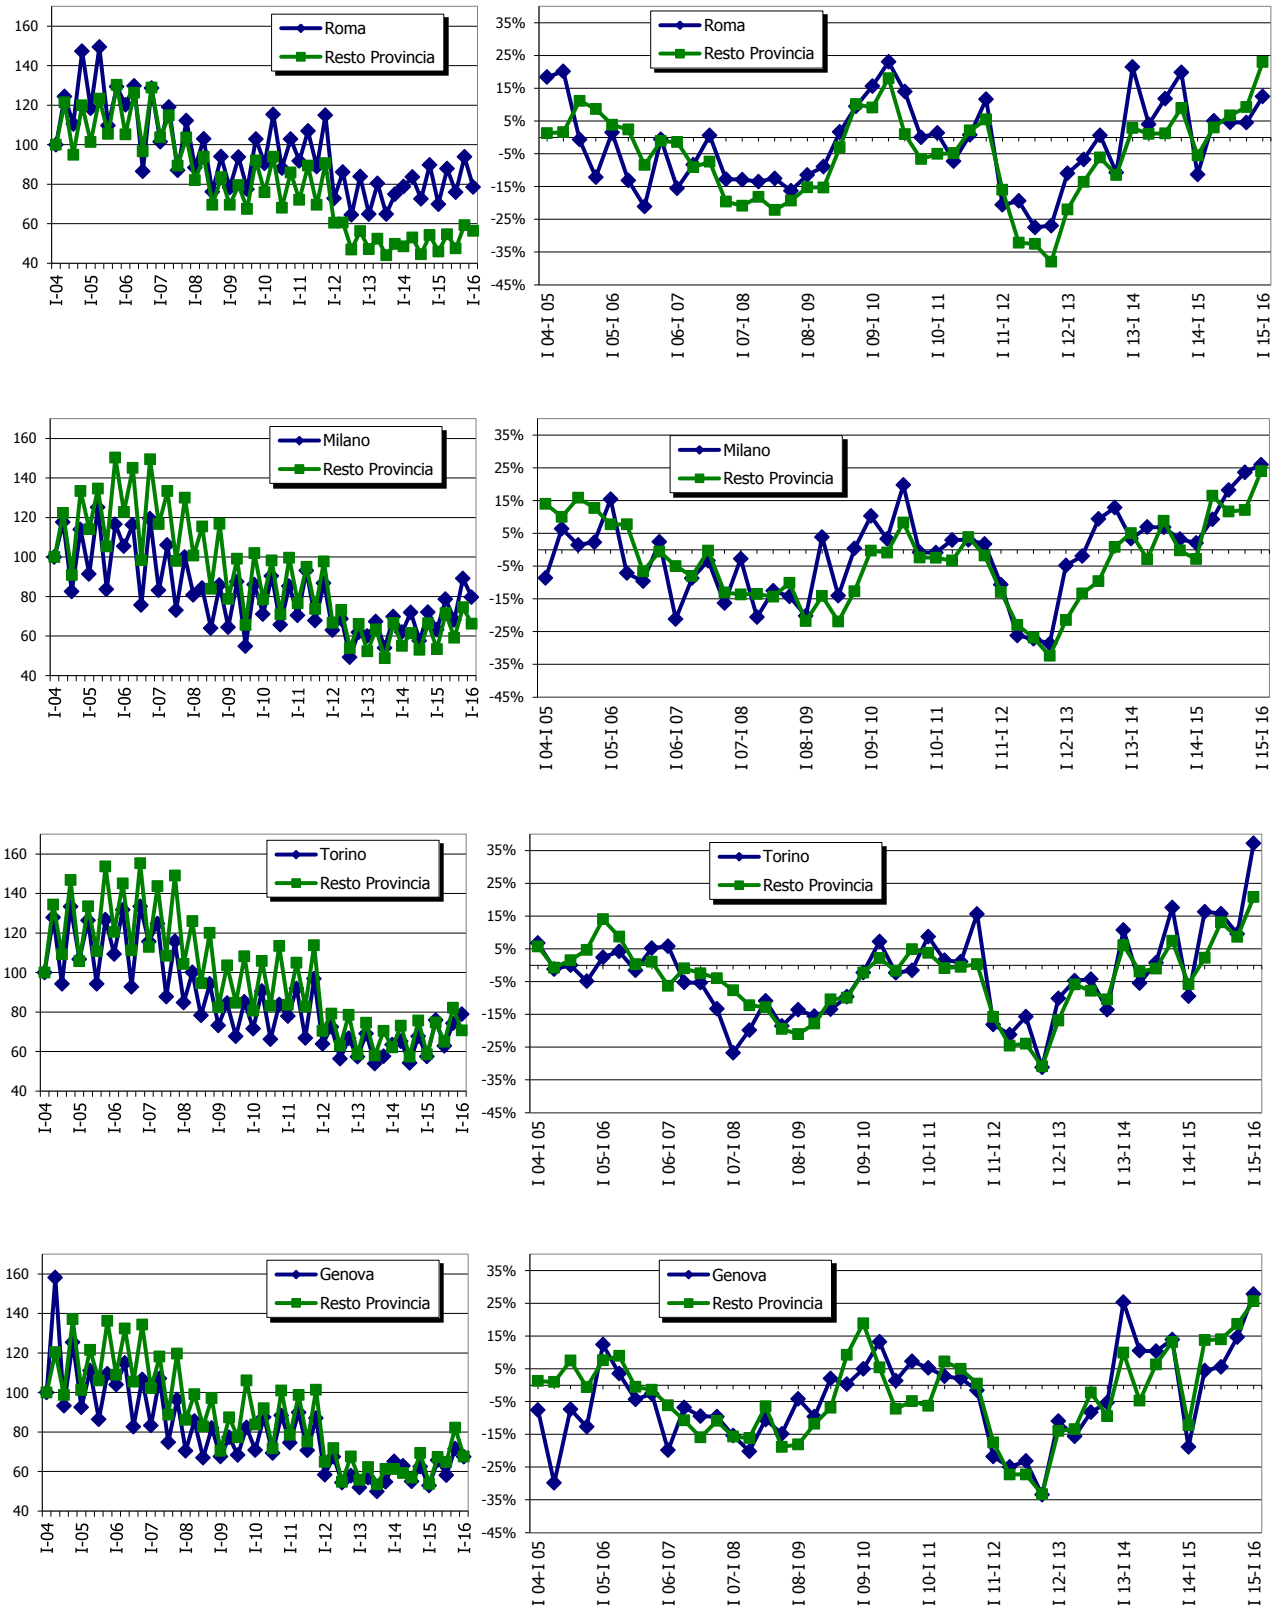 160
140
120
100
80
60
40
I-04
I-05
I-06
I-07
I-08
I-09
I-10
I-11
I-12
I-13
I-14
I-15
I-16
Roma
Resto Provincia
35%
25%
15%
5%
-5%
-15%
-25%
-35%
-45%
I 04-I 05
I 05-I 06
I 06-I 07
I 07-I 08
I 08-I 09
I 09-I 10
I 10-I 11
I 11-I 12
I 12-I 13
I 13-I 14
I 14-I 15
I 15-I 16
Roma
Resto Provincia
160
140
120
100
80
60
40
I-04
I-05
I-06
I-07
I-08
I-09
I-10
I-11
I-12
I-13
I-14
I-15
I-16
Milano
Resto Provincia
35%
25%
15%
5%
-5%
-15%
-25%
-35%
-45%
I 04-I 05
I 05-I 06
I 06-I 07
I 07-I 08
I 08-I 09
I 09-I 10
I 10-I 11
I 11-I 12
I 12-I 13
I 13-I 14
I 14-I 15
I 15-I 16
Milano
Resto Provincia
160
140
120
100
80
60
40
I-04
I-05
I-06
I-07
I-08
I-09
I-10
I-11
I-12
I-13
I-14
I-15
I-16
Torino
Resto Provincia
35%
25%
15%
5%
-5%
-15%
-25%
-35%
-45%
I 04-I 05
I 05-I 06
I 06-I 07
I 07-I 08
I 08-I 09
I 09-I 10
I 10-I 11
I 11-I 12
I 12-I 13
I 13-I 14
I 14-I 15
I 15-I 16
Torino
Resto Provincia
160
140
120
100
80
60
40
I-04
I-05
I-06
I-07
I-08
I-09
I-10
I-11
I-12
I-13
I-14
I-15
I-16
Genova
Resto Provincia
35%
25%
15%
5%
-5%
-15%
-25%
-35%
-45%
I 04-I 05
I 05-I 06
I 06-I 07
I 07-I 08
I 08-I 09
I 09-I 10
I 10-I 11
I 11-I 12
I 12-I 13
I 13-I 14
I 14-I 15
I 15-I 16
Genova
Resto Provincia